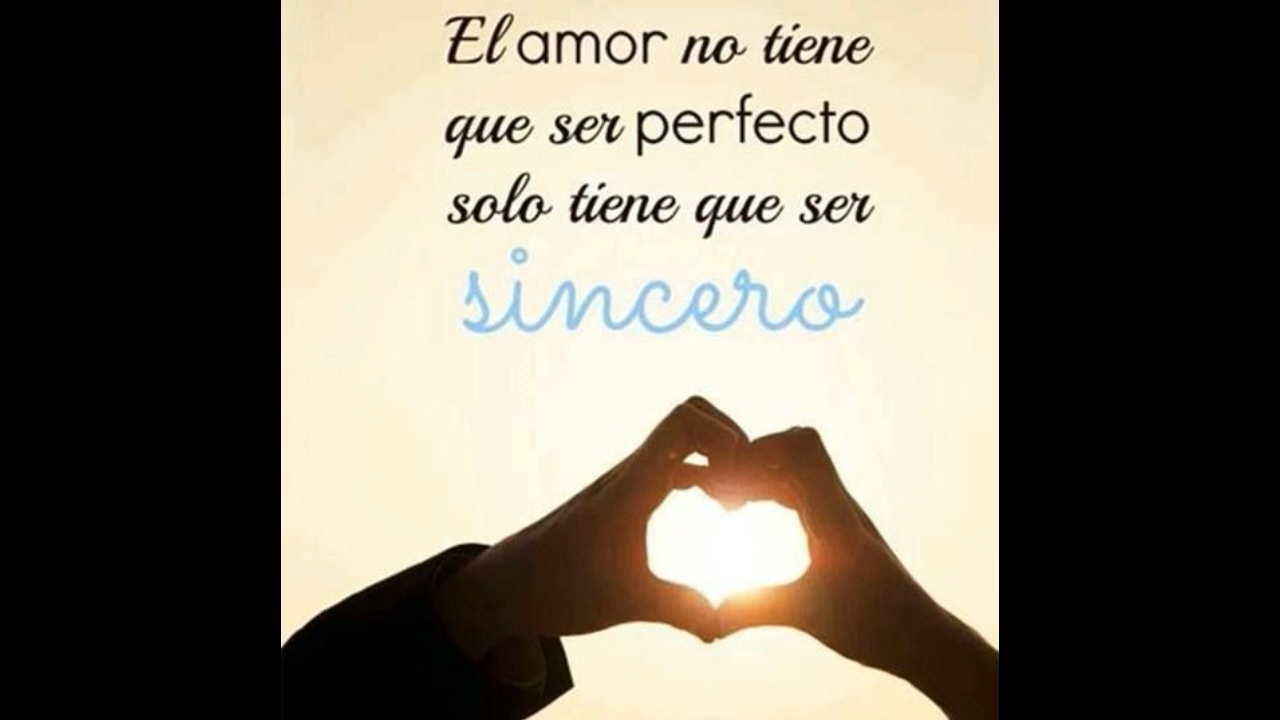 El amor no tiene
que ser perfecto
solo tiene que ser
sincero